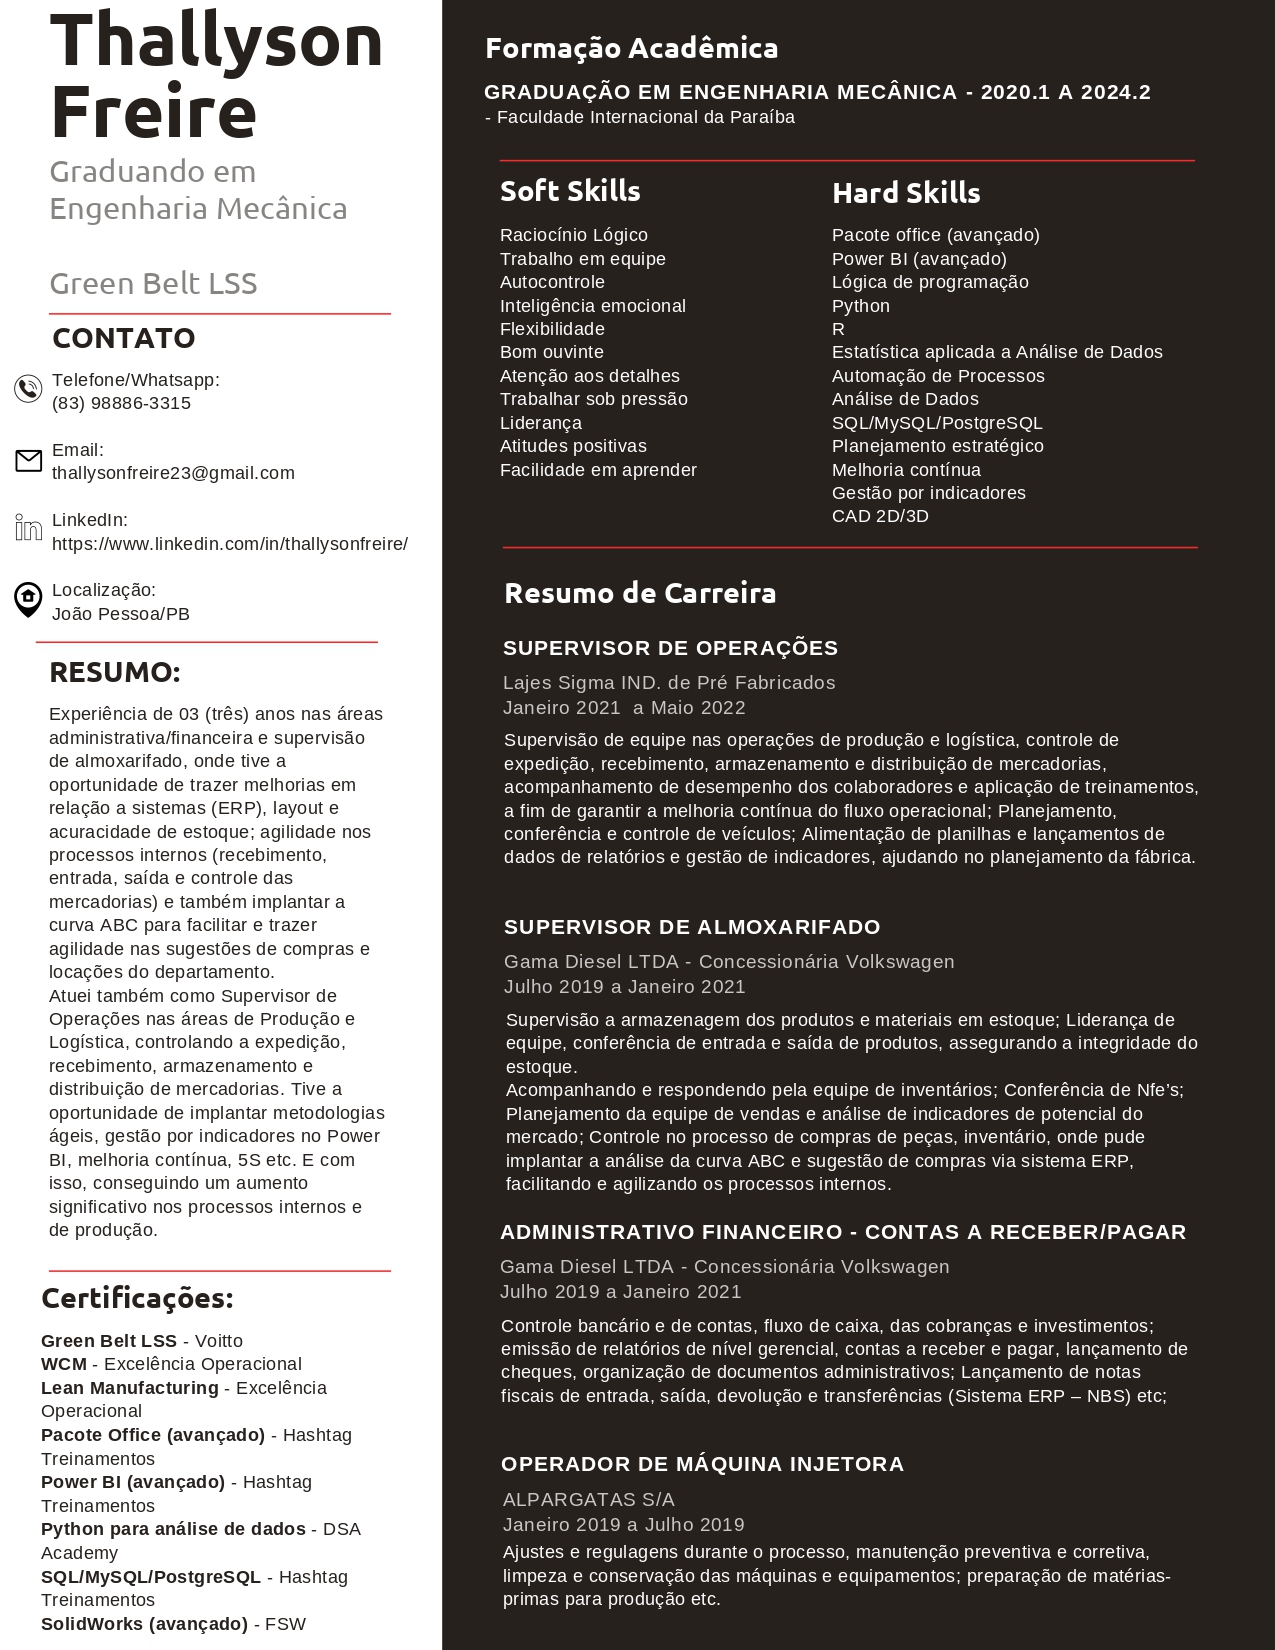 Thallyson
Freire
Graduando em
Engenharia Mecânica
Green Belt LSS
CONTATO
Telefone/Whatsapp:
(83) 98886-3315
Email:
thallysonfreire23@gmail.com
LinkedIn:
https://www.linkedin.com/in/thallysonfreire/
Localização:
João Pessoa/PB
RESUMO:
Experiência de 03 (três) anos nas áreas
administrativa/financeira e supervisão
de almoxarifado, onde tive a
oportunidade de trazer melhorias em
relação a sistemas (ERP), layout e
acuracidade de estoque; agilidade nos
processos internos (recebimento,
entrada, saída e controle das
mercadorias) e também implantar a
curva ABC para facilitar e trazer
agilidade nas sugestões de compras e
locações do departamento.
Atuei também como Supervisor de
Operações nas áreas de Produção e
Logística, controlando a expedição,
recebimento, armazenamento e
distribuição de mercadorias. Tive a
oportunidade de implantar metodologias
ágeis, gestão por indicadores no Power
BI, melhoria contínua, 5S etc. E com
isso, conseguindo um aumento
significativo nos processos internos e
de produção.
Certificações:
Green Belt LSS - Voitto
WCM - Excelência Operacional
Lean Manufacturing - Excelência
Operacional
Pacote Office (avançado) - Hashtag
Treinamentos
Power BI (avançado) - Hashtag
Treinamentos
Python para análise de dados - DSA
Academy
SQL/MySQL/PostgreSQL - Hashtag
Treinamentos
SolidWorks (avançado) - FSW
Formação Acadêmica
GRADUAÇÃO EM ENGENHARIA MECÂNICA - 2020.1 A 2024.2
- Faculdade Internacional da Paraíba
Soft Skills
Raciocínio Lógico
Trabalho em equipe
Autocontrole
Inteligência emocional
Flexibilidade
Bom ouvinte
Atenção aos detalhes
Trabalhar sob pressão
Liderança
Atitudes positivas
Facilidade em aprender
Hard Skills
Pacote office (avançado)
Power BI (avançado)
Lógica de programação
Python
R
Estatística aplicada a Análise de Dados
Automação de Processos
Análise de Dados
SQL/MySQL/PostgreSQL
Planejamento estratégico
Melhoria contínua
Gestão por indicadores
CAD 2D/3D
Resumo de Carreira
SUPERVISOR DE OPERAÇÕES
Lajes Sigma IND. de Pré Fabricados
Janeiro 2021  a Maio 2022
Supervisão de equipe nas operações de produção e logística, controle de
expedição, recebimento, armazenamento e distribuição de mercadorias,
acompanhamento de desempenho dos colaboradores e aplicação de treinamentos,
a fim de garantir a melhoria contínua do fluxo operacional; Planejamento,
conferência e controle de veículos; Alimentação de planilhas e lançamentos de
dados de relatórios e gestão de indicadores, ajudando no planejamento da fábrica.
SUPERVISOR DE ALMOXARIFADO
Gama Diesel LTDA - Concessionária Volkswagen
Julho 2019 a Janeiro 2021
Supervisão a armazenagem dos produtos e materiais em estoque; Liderança de
equipe, conferência de entrada e saída de produtos, assegurando a integridade do
estoque.
Acompanhando e respondendo pela equipe de inventários; Conferência de Nfe’s;
Planejamento da equipe de vendas e análise de indicadores de potencial do
mercado; Controle no processo de compras de peças, inventário, onde pude
implantar a análise da curva ABC e sugestão de compras via sistema ERP,
facilitando e agilizando os processos internos.
ADMINISTRATIVO FINANCEIRO - CONTAS A RECEBER/PAGAR
Gama Diesel LTDA - Concessionária Volkswagen
Julho 2019 a Janeiro 2021
Controle bancário e de contas, fluxo de caixa, das cobranças e investimentos;
emissão de relatórios de nível gerencial, contas a receber e pagar, lançamento de
cheques, organização de documentos administrativos; Lançamento de notas
fiscais de entrada, saída, devolução e transferências (Sistema ERP – NBS) etc;
OPERADOR DE MÁQUINA INJETORA
ALPARGATAS S/A
Janeiro 2019 a Julho 2019
Ajustes e regulagens durante o processo, manutenção preventiva e corretiva,
limpeza e conservação das máquinas e equipamentos; preparação de matérias-
primas para produção etc.